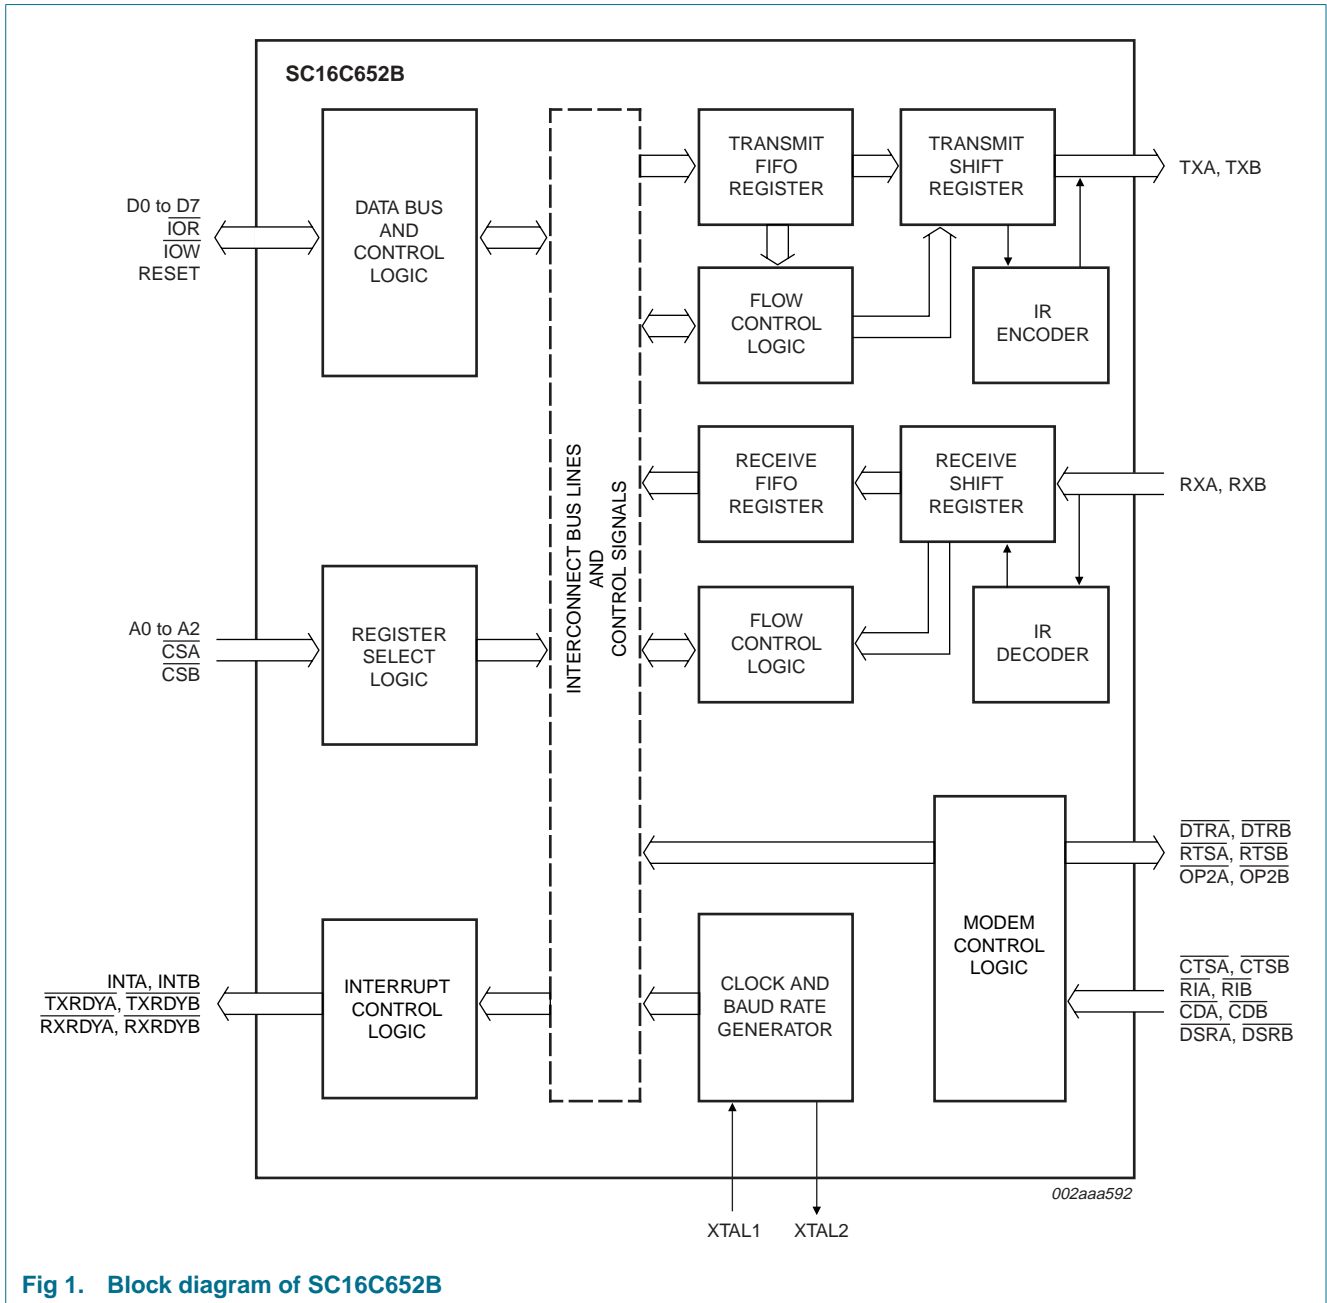 SC16C652B
D0 to D7
IOR
IOW
RESET
DATA BUS
AND
CONTROL
LOGIC
TRANSMIT
FIFO
REGISTER
TRANSMIT
SHIFT
REGISTER
TXA, TXB
FLOW
CONTROL
LOGIC
IR
ENCODER
INTERCONNECT BUS LINES
AND
CONTROL SIGNALS
RECEIVE
FIFO
REGISTER
RECEIVE
SHIFT
REGISTER
RXA, RXB
A0 to A2
CSA
CSB
REGISTER
SELECT
LOGIC
FLOW
CONTROL
LOGIC
IR
DECODER
DTRA, DTRB
RTSA, RTSB
OP2A, OP2B
MODEM
CONTROL
LOGIC
CTSA, CTSB
RIA, RIB
CDA, CDB
DSRA, DSRB
INTA, INTB
TXRDYA, TXRDYB
RXRDYA, RXRDYB
INTERRUPT
CONTROL
LOGIC
CLOCK AND
BAUD RATE
GENERATOR
002aaa592
XTAL1 XTAL2
Fig 1. Block diagram of SC16C652B